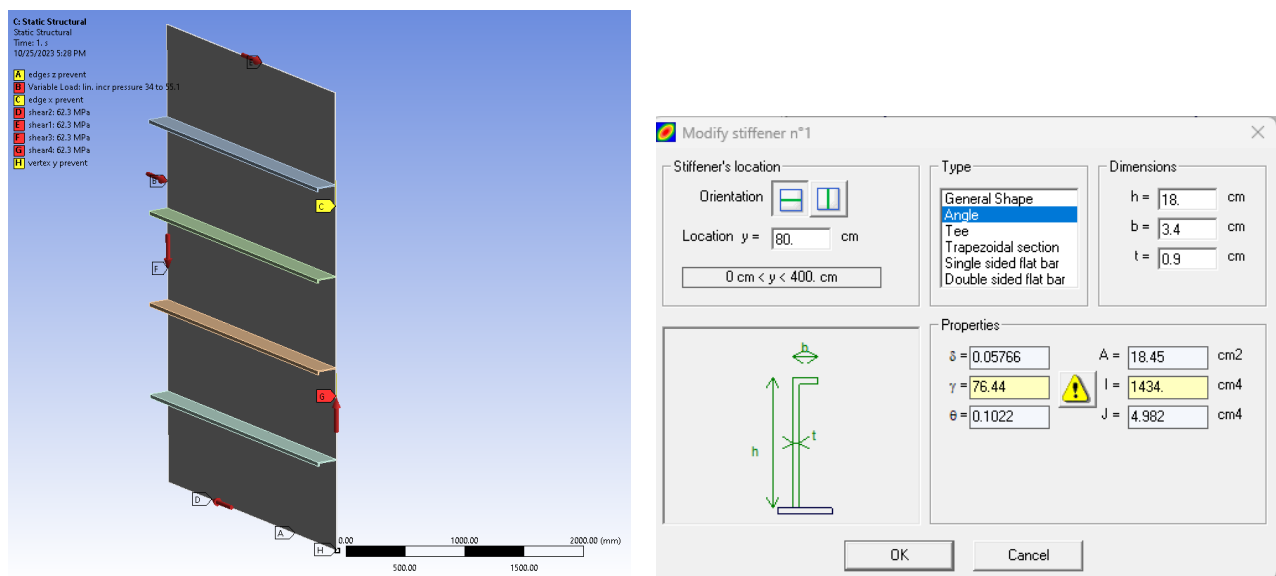 C: Static Structural
Static Structural
Time: 1. s
10/25/2023 5:28 PM
A edges z prevent
B Variable Load: lin. incr pressure 34 to 55.1
C edge x prevent
D shear2: 62.3 MPa
E shear1: 62.3 MPa
F shear3: 62.3 MPa
G shear4: 62.3 MPa
H vertex y prevent
E
B
C
F
G
D
A
H
0.00 1000.00 2000.00 (mm)
500.00 1500.00
Modify stiffener n°1
Stiffener's location
Orientation
Location y = 80. cm
0 cm < y < 400. cm
Type
General Shape
Angle
Tee
Trapezoidal section
Single sided flat bar
Double sided flat bar
Dimensions
h = 18. cm
b = 3.4 cm
t = 0.9 cm
b
t
h
Properties
δ = 0.05766 A = 18.45 cm2
γ = 76.44 I = 1434. cm4
θ = 0.1022 J = 4.982 cm4
OK Cancel